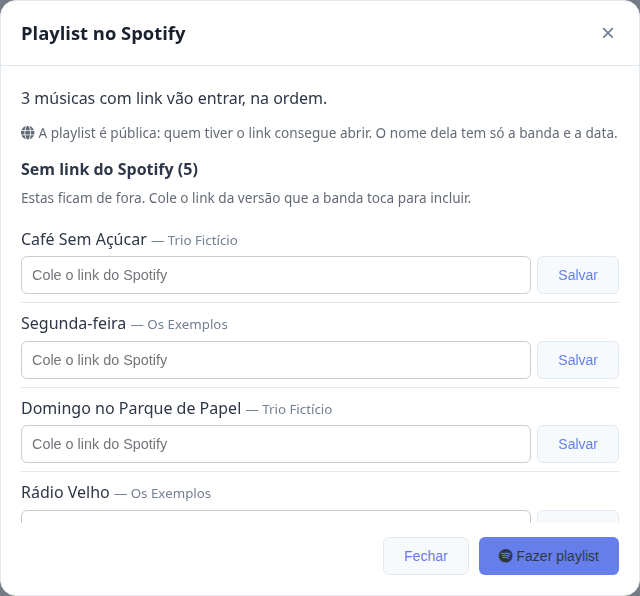 Playlist no Spotify
3 músicas com link vão entrar, na ordem.
A playlist é pública: quem tiver o link consegue abrir. O nome dela tem só a banda e a data.
Sem link do Spotify (5)
Estas ficam de fora. Cole o link da versão que a banda toca para incluir.
Café Sem Açúcar — Trio Fictício
Cole o link do Spotify Salvar
Segunda-feira — Os Exemplos
Cole o link do Spotify Salvar
Domingo no Parque de Papel — Trio Fictício
Cole o link do Spotify Salvar
Rádio Velho — Os Exemplos
Fechar Fazer playlist